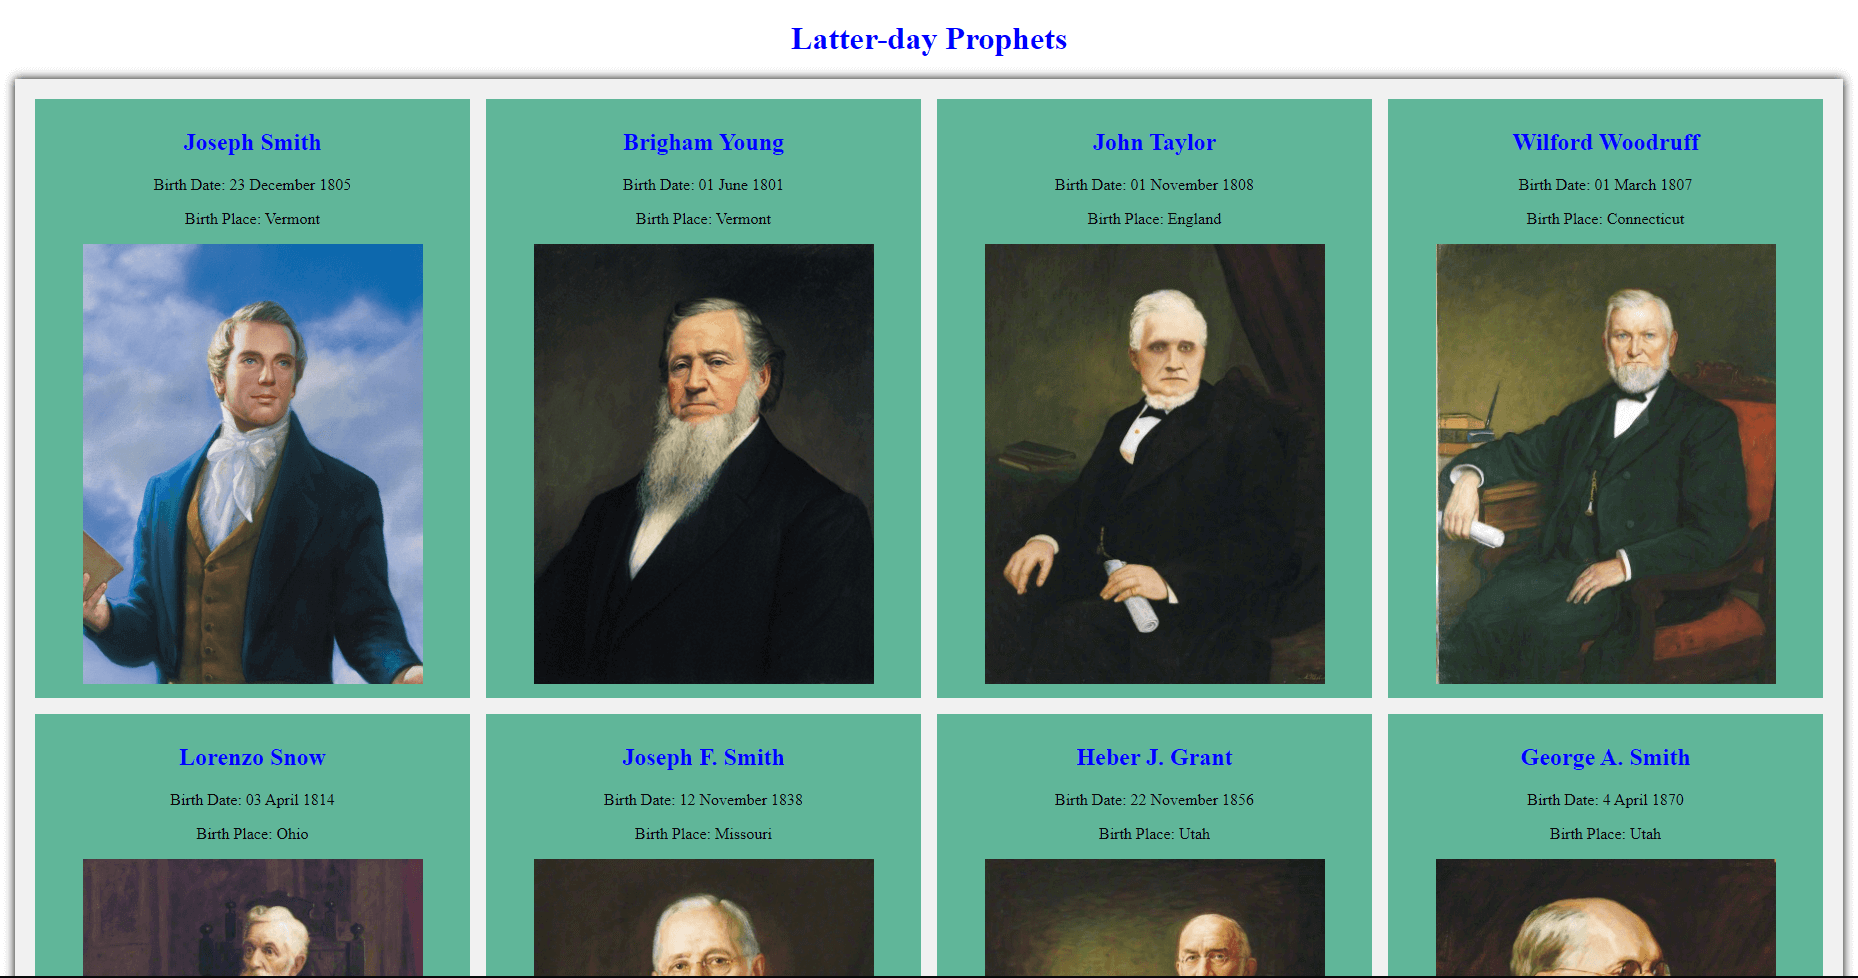 Latter-day Prophets
Joseph Smith
Birth Date: 23 December 1805
Birth Place: Vermont
Brigham Young
Birth Date: 01 June 1801
Birth Place: Vermont
John Taylor
Birth Date: 01 November 1808
Birth Place: England
Wilford Woodruff
Birth Date: 01 March 1807
Birth Place: Connecticut
Lorenzo Snow
Birth Date: 03 April 1814
Birth Place: Ohio
Joseph F. Smith
Birth Date: 12 November 1838
Birth Place: Missouri
Heber J. Grant
Birth Date: 22 November 1856
Birth Place: Utah
George A. Smith
Birth Date: 4 April 1870
Birth Place: Utah